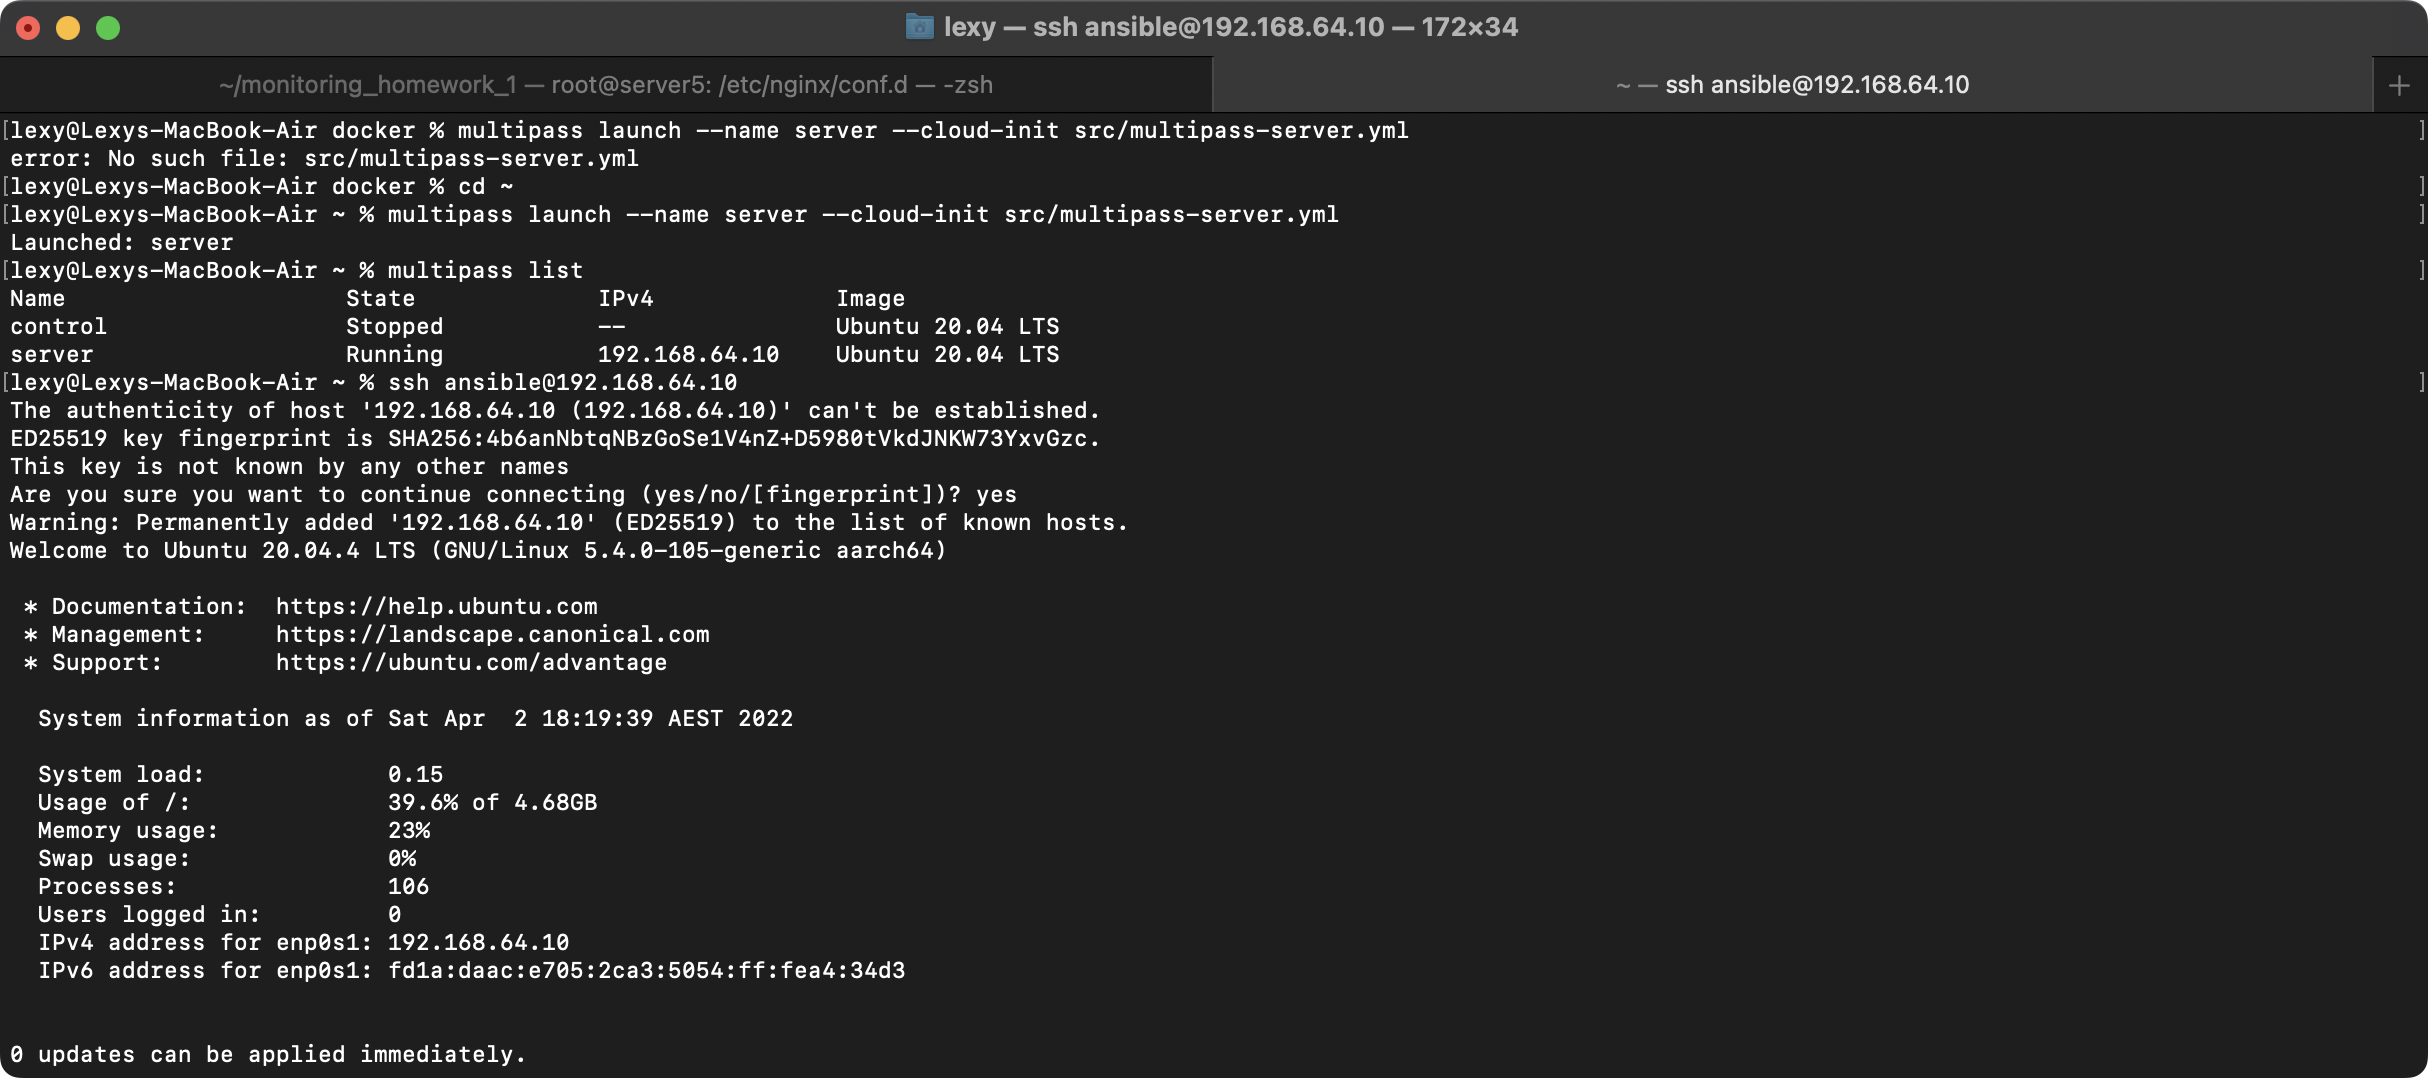 lexy — ssh ansible@192.168.64.10 — 172×34
~/monitoring_homework_1 — root@server5: /etc/nginx/conf.d — -zsh
~ — ssh ansible@192.168.64.10
+
[lexy@Lexys-MacBook-Air docker % multipass launch --name server --cloud-init src/multipass-server.yml ]
error: No such file: src/multipass-server.yml
[lexy@Lexys-MacBook-Air docker % cd ~ ]
[lexy@Lexys-MacBook-Air ~ % multipass launch --name server --cloud-init src/multipass-server.yml ]
Launched: server
[lexy@Lexys-MacBook-Air ~ % multipass list ]
Name                    State             IPv4             Image
control                 Stopped           --               Ubuntu 20.04 LTS
server                  Running           192.168.64.10    Ubuntu 20.04 LTS
[lexy@Lexys-MacBook-Air ~ % ssh ansible@192.168.64.10 ]
The authenticity of host '192.168.64.10 (192.168.64.10)' can't be established.
ED25519 key fingerprint is SHA256:4b6anNbtqNBzGoSe1V4nZ+D5980tVkdJNKW73YxvGzc.
This key is not known by any other names
Are you sure you want to continue connecting (yes/no/[fingerprint])? yes
Warning: Permanently added '192.168.64.10' (ED25519) to the list of known hosts.
Welcome to Ubuntu 20.04.4 LTS (GNU/Linux 5.4.0-105-generic aarch64)
 * Documentation:  https://help.ubuntu.com
 * Management:     https://landscape.canonical.com
 * Support:        https://ubuntu.com/advantage
  System information as of Sat Apr  2 18:19:39 AEST 2022
  System load:             0.15
  Usage of /:              39.6% of 4.68GB
  Memory usage:            23%
  Swap usage:              0%
  Processes:               106
  Users logged in:         0
  IPv4 address for enp0s1: 192.168.64.10
  IPv6 address for enp0s1: fd1a:daac:e705:2ca3:5054:ff:fea4:34d3
0 updates can be applied immediately.